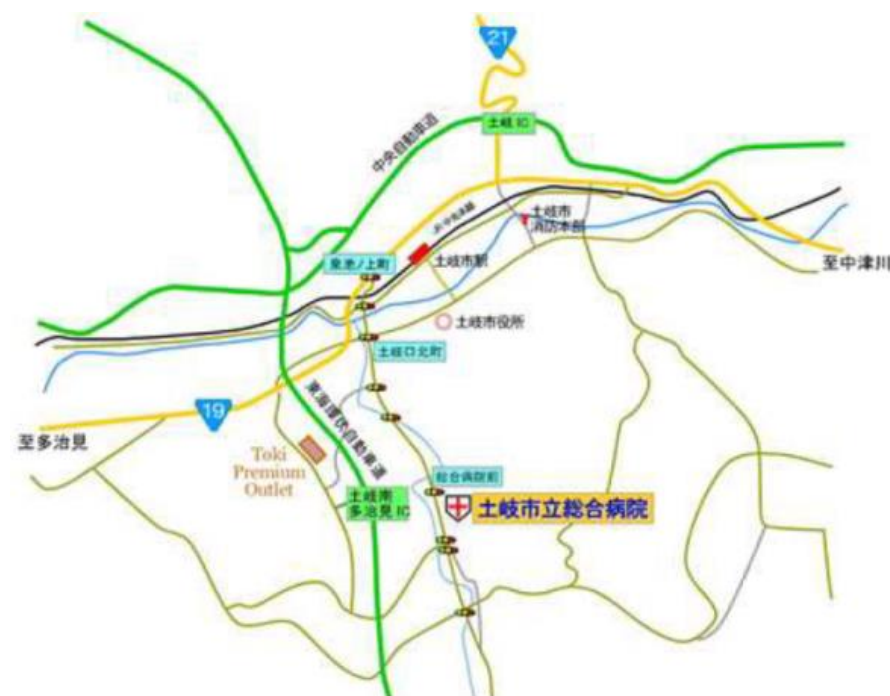 21
土岐IC
中央自動車道
土岐市
消防本部
JR中央本線
泉池ノ上町
土岐市駅
至中津川
土岐市役所
土岐口北町
19
至多治見
東海環状自動車道
Toki
Premium
Outlet
総合病院前
土岐南
多治見IC
土岐市立総合病院